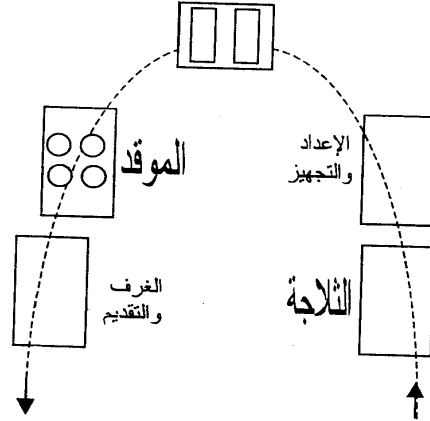 الإعداد
والتجهيز
الموقد
الثلاجة
الغرف
والتقديم